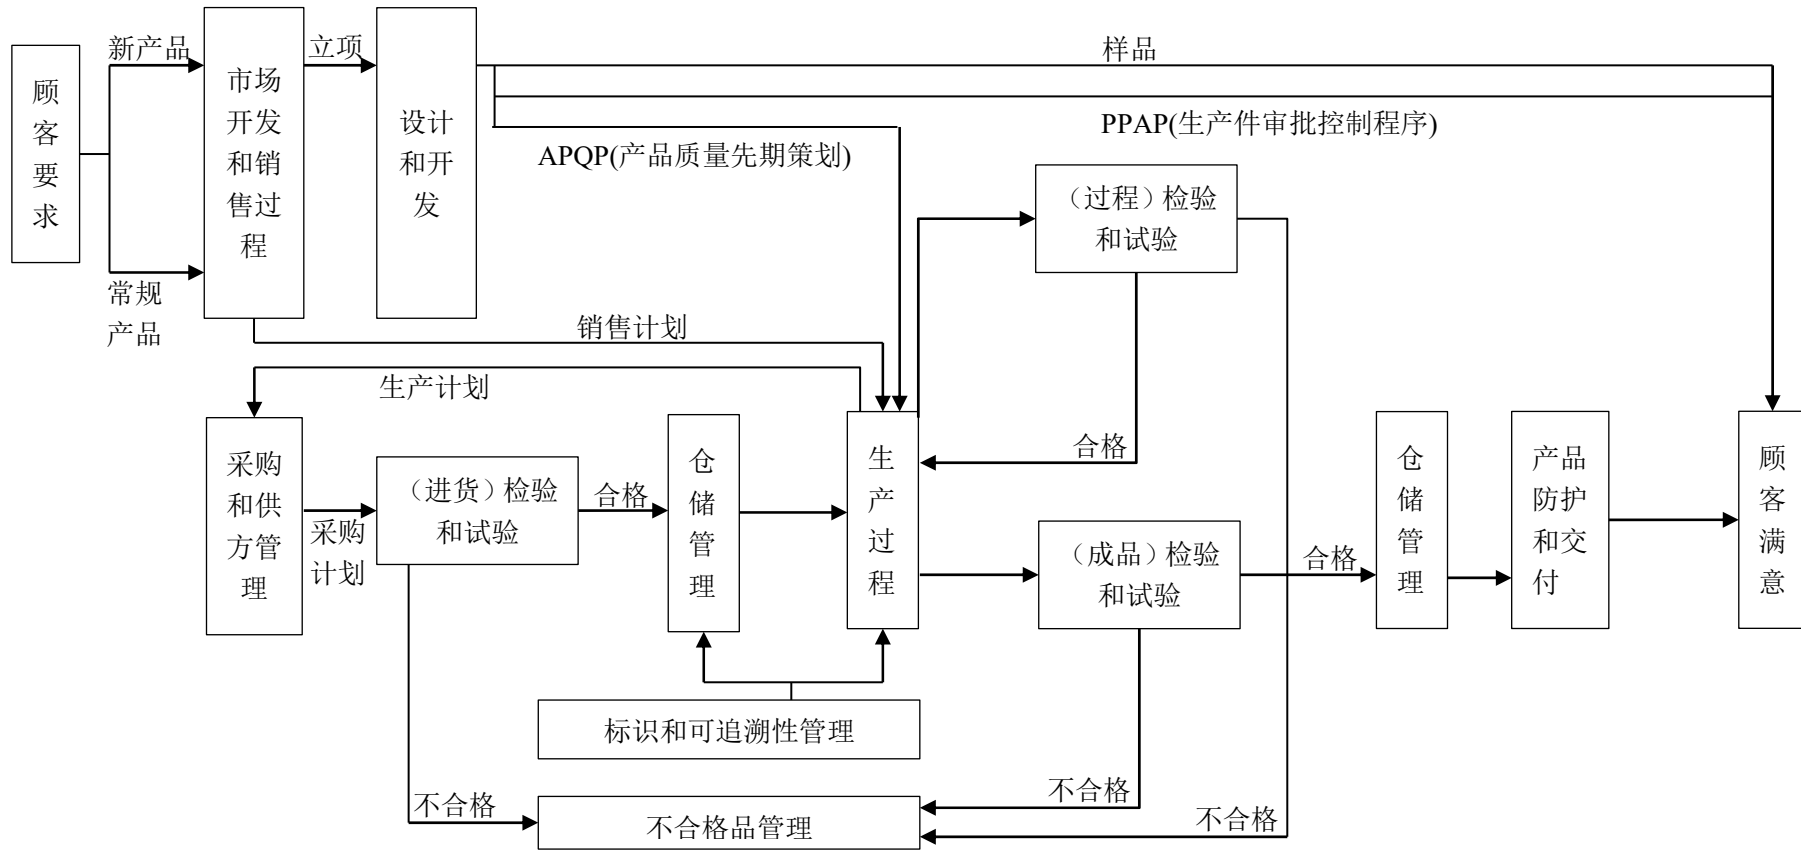 新产品
立项
样品
顾
客
要
求
市场
开发
和销
售过
程
设计
和开
发
PPAP(生产件审批控制程序)
APQP(产品质量先期策划)
（过程）检验
和试验
常规
产品
销售计划
生产计划
采购
和供
方管
理
（进货）检验
和试验
采购
计划
合格
仓
储
管
理
生
产
过
程
合格
（成品）检验
和试验
合格
仓
储
管
理
产品
防护
和交
付
顾
客
满
意
标识和可追溯性管理
不合格
不合格品管理
不合格
不合格